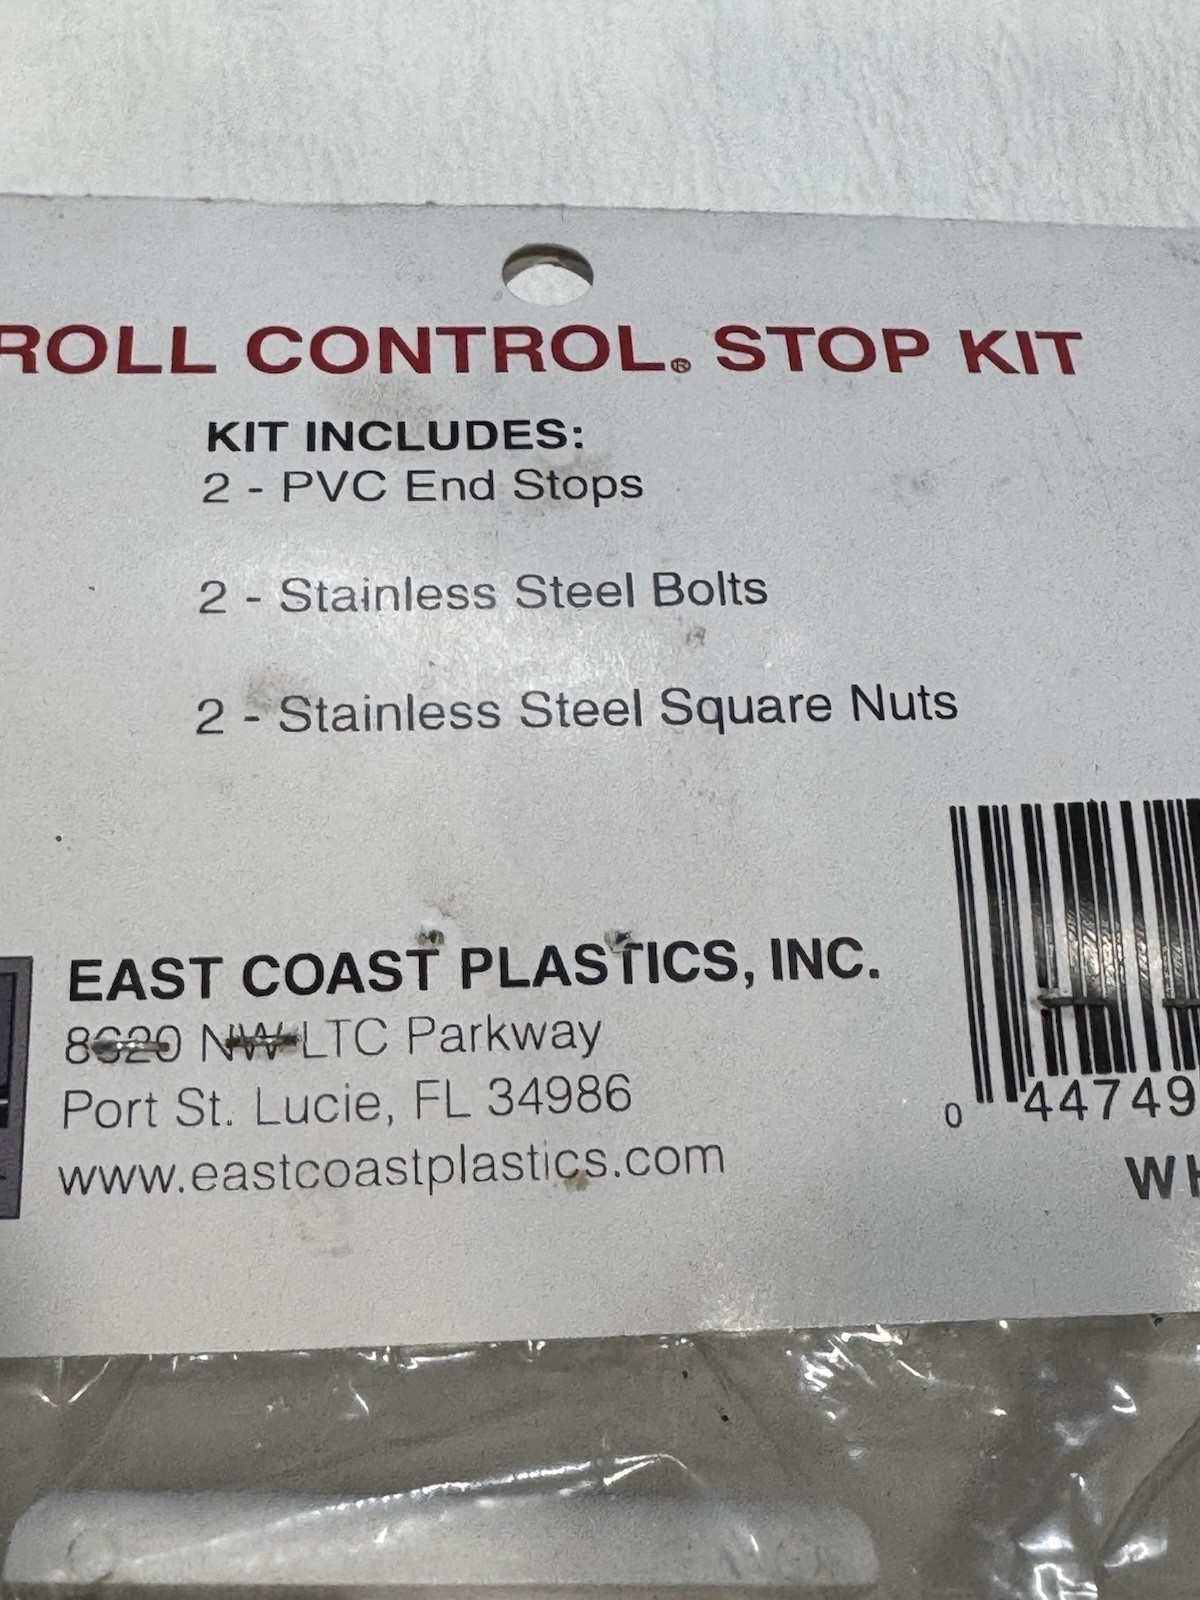 ROLL CONTROL® STOP KIT
KIT INCLUDES:
2 - PVC End Stops
2 - Stainless Steel Bolts
2 - Stainless Steel Square Nuts
EAST COAST PLASTICS, INC.
NW LTC Parkway
Port St. Lucie, FL 34986
www.eastcoastplastics.com
0 44749